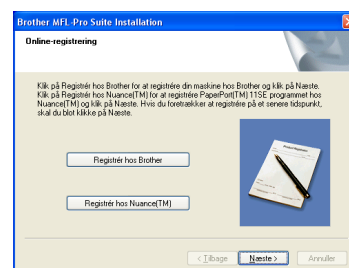 Brother MFL-Pro Suite Installation
Online-registrering
Klik på Registrér hos Brother for at registrére din maskine hos Brother og klik på Næste.
Klik på Registrér hos Nuance(TM) for at registrére PaperPort(TM) 11SE programmet hos
Nuance(TM) og klik på Næste. Hvis du foretrækker at registrére på et senere tidspunkt,
skal du blot klikke på Næste.
Registrér hos Brother
Registrér hos Nuance(TM)
< Tilbage
Næste >
Annuller